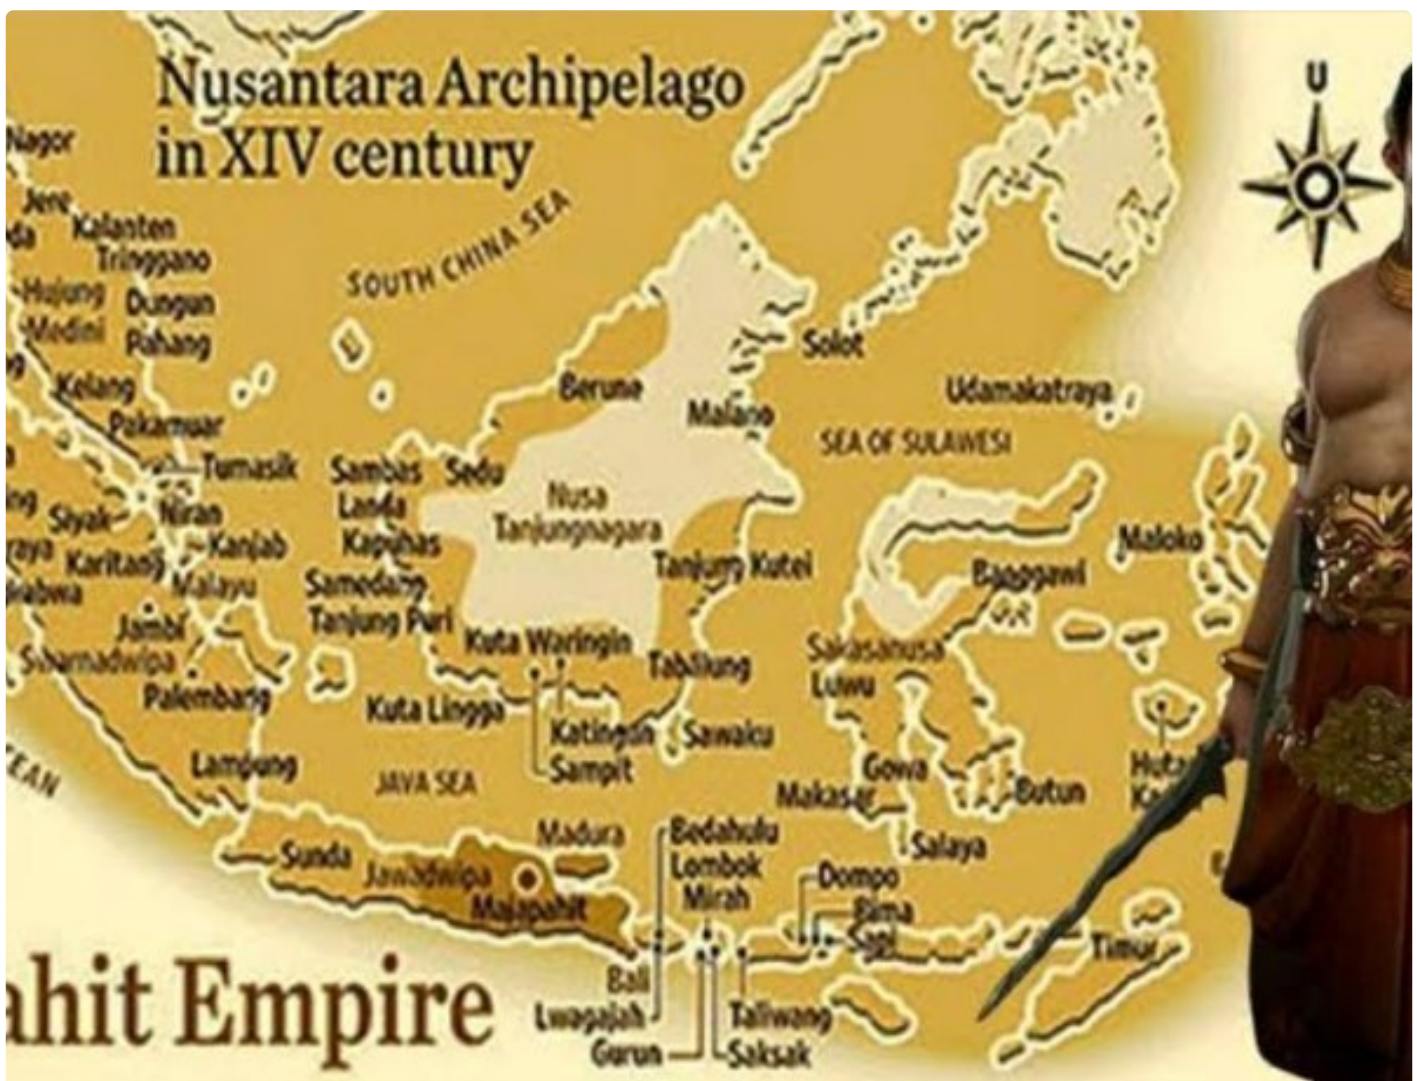 Nusantara Archipelago
in XIV century
U
Nagor
Jere
Kalanten
Tringgano
Hujung
Dungun
Medini
Pahang
SOUTH CHINA SEA
Kelang
Pakamuar
Tumasik
Siyak
Niran
Kanjab
Karitang
Malayu
Jambi
Swarnadwipa
Palembang
Lampung
Berune
Malano
Solot
Udamakatraya
SEA OF SULAWESI
Sambas
Sedu
Landa
Kapuhas
Samedang
Tanjung Puri
Nusa
Tanjungnagara
Tanjung Kutei
Kuta Waringin
Tabalung
Kuta Lingga
Katingan
Sampit
Sawaku
Banggawi
Maloko
Sakasanusa
Luwu
Gowa
Makasar
Butun
Salaya
JAVA SEA
Sunda
Jawadwipa
Madura
Majapahit
Bedahulu
Lombok
Mirah
Dompo
Bima
Timur
Bali
Lwagajah
Gurun
Taliwang
Saksak
ahit Empire